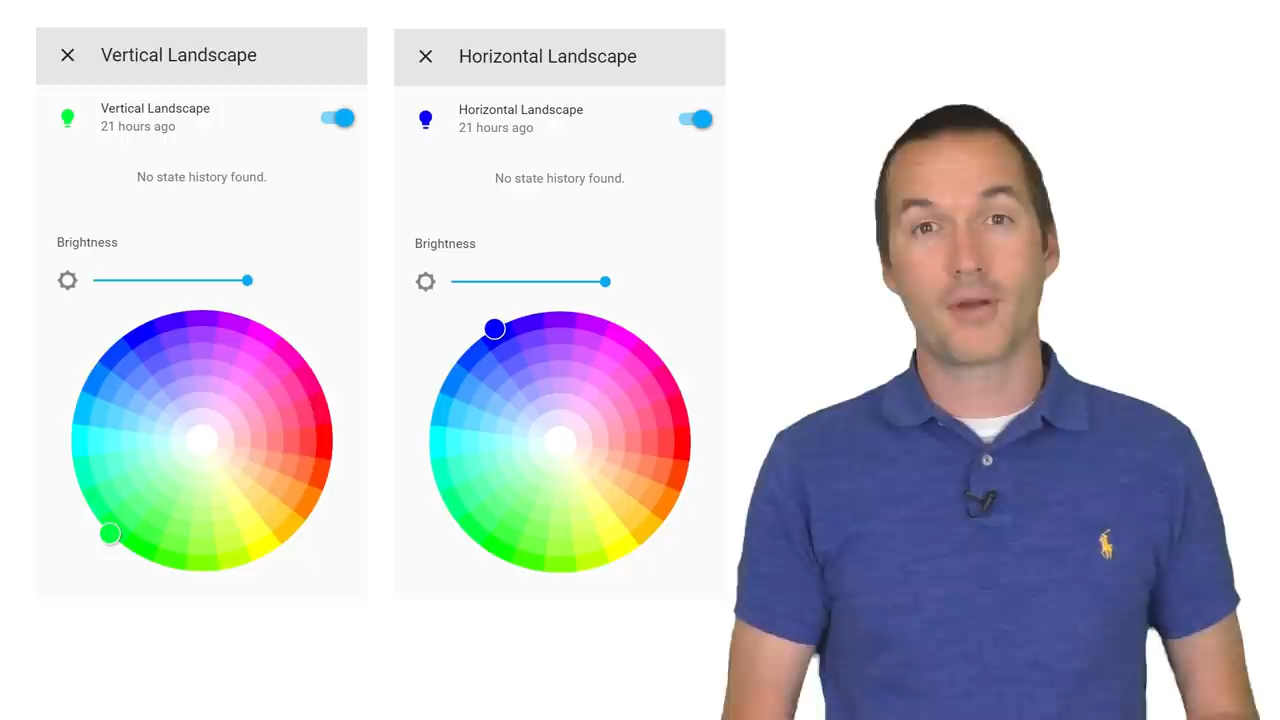 Vertical Landscape
Vertical Landscape
21 hours ago
No state history found.
Brightness
Horizontal Landscape
Horizontal Landscape
21 hours ago
No state history found.
Brightness